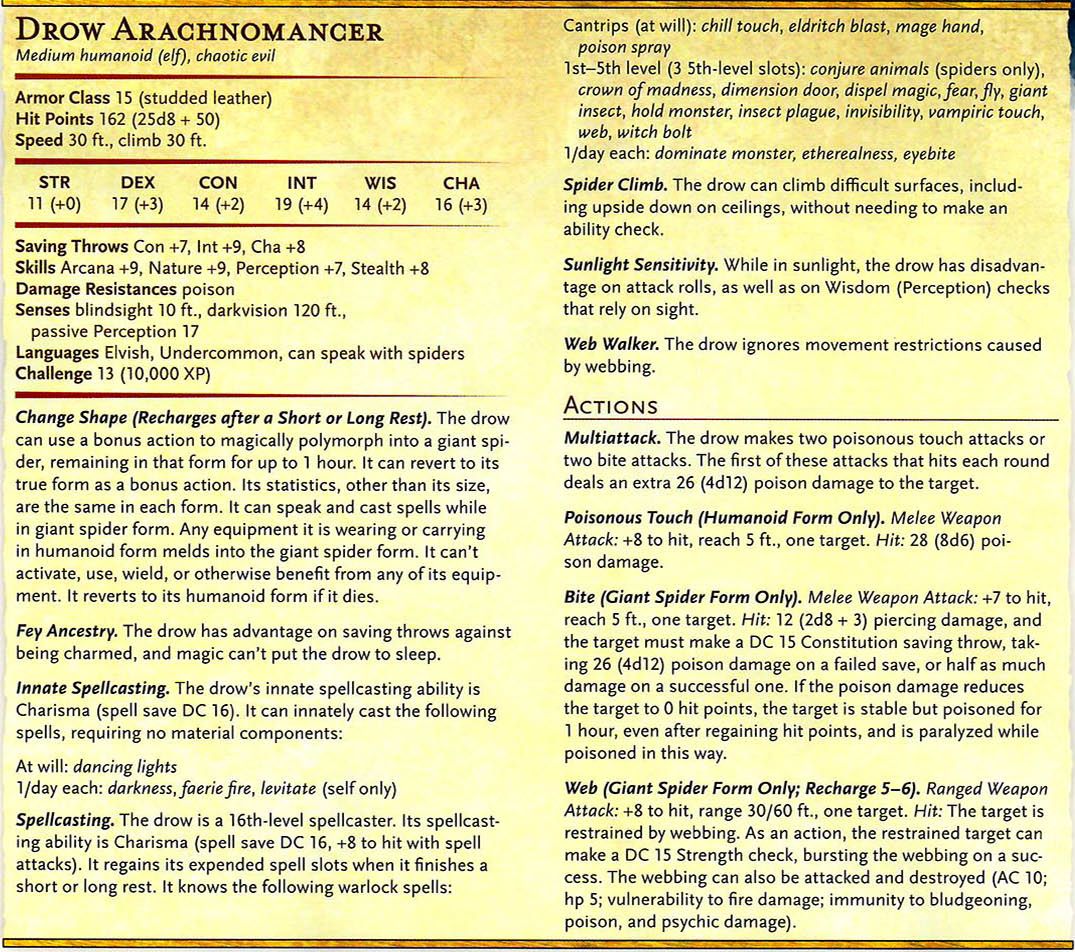 DROW ARACHNOMANCER
Medium humanoid (elf), chaotic evil
Armor Class 15 (studded leather)
Hit Points 162 (25d8 + 50)
Speed 30 ft., climb 30 ft.
STR DEX CON INT WIS CHA
11 (+0) 17 (+3) 14 (+2) 19 (+4) 14 (+2) 16 (+3)
Saving Throws Con +7, Int +9, Cha +8
Skills Arcana +9, Nature +9, Perception +7, Stealth +8
Damage Resistances poison
Senses blindsight 10 ft., darkvision 120 ft.,
passive Perception 17
Languages Elvish, Undercommon, can speak with spiders
Challenge 13 (10,000 XP)
Change Shape (Recharges after a Short or Long Rest). The drow
can use a bonus action to magically polymorph into a giant spi-
der, remaining in that form for up to 1 hour. It can revert to its
true form as a bonus action. Its statistics, other than its size,
are the same in each form. It can speak and cast spells while
in giant spider form. Any equipment it is wearing or carrying
in humanoid form melds into the giant spider form. It can't
activate, use, wield, or otherwise benefit from any of its equip-
ment. It reverts to its humanoid form if it dies.
Fey Ancestry. The drow has advantage on saving throws against
being charmed, and magic can't put the drow to sleep.
Innate Spellcasting. The drow's innate spellcasting ability is
Charisma (spell save DC 16). It can innately cast the following
spells, requiring no material components:
At will: dancing lights
1/day each: darkness, faerie fire, levitate (self only)
Spellcasting. The drow is a 16th-level spellcaster. Its spellcast-
ing ability is Charisma (spell save DC 16, +8 to hit with spell
attacks). It regains its expended spell slots when it finishes a
short or long rest. It knows the following warlock spells:
Cantrips (at will): chill touch, eldritch blast, mage hand,
poison spray
1st–5th level (3 5th-level slots): conjure animals (spiders only),
crown of madness, dimension door, dispel magic, fear, fly, giant
insect, hold monster, insect plague, invisibility, vampiric touch,
web, witch bolt
1/day each: dominate monster, etherealness, eyebite
Spider Climb. The drow can climb difficult surfaces, includ-
ing upside down on ceilings, without needing to make an
ability check.
Sunlight Sensitivity. While in sunlight, the drow has disadvan-
tage on attack rolls, as well as on Wisdom (Perception) checks
that rely on sight.
Web Walker. The drow ignores movement restrictions caused
by webbing.
ACTIONS
Multiattack. The drow makes two poisonous touch attacks or
two bite attacks. The first of these attacks that hits each round
deals an extra 26 (4d12) poison damage to the target.
Poisonous Touch (Humanoid Form Only). Melee Weapon
Attack: +8 to hit, reach 5 ft., one target. Hit: 28 (8d6) poi-
son damage.
Bite (Giant Spider Form Only). Melee Weapon Attack: +7 to hit,
reach 5 ft., one target. Hit: 12 (2d8 + 3) piercing damage, and
the target must make a DC 15 Constitution saving throw, tak-
ing 26 (4d12) poison damage on a failed save, or half as much
damage on a successful one. If the poison damage reduces
the target to 0 hit points, the target is stable but poisoned for
1 hour, even after regaining hit points, and is paralyzed while
poisoned in this way.
Web (Giant Spider Form Only; Recharge 5–6). Ranged Weapon
Attack: +8 to hit, range 30/60 ft., one target. Hit: The target is
restrained by webbing. As an action, the restrained target can
make a DC 15 Strength check, bursting the webbing on a suc-
cess. The webbing can also be attacked and destroyed (AC 10;
hp 5; vulnerability to fire damage; immunity to bludgeoning,
poison, and psychic damage).